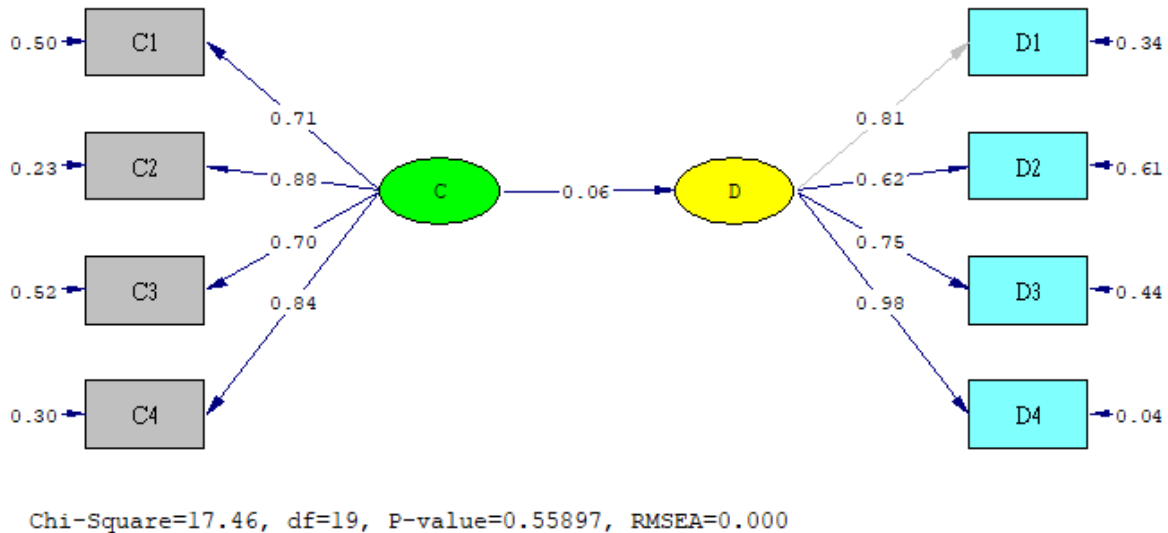 0.50 C1 D1 0.34
0.71 0.81
0.23 C2 D2 0.61
0.88 C 0.06 D 0.62
0.70 0.75
0.52 C3 D3 0.44
0.84 0.98
0.30 C4 D4 0.04
Chi-Square=17.46, df=19, P-value=0.55897, RMSEA=0.000